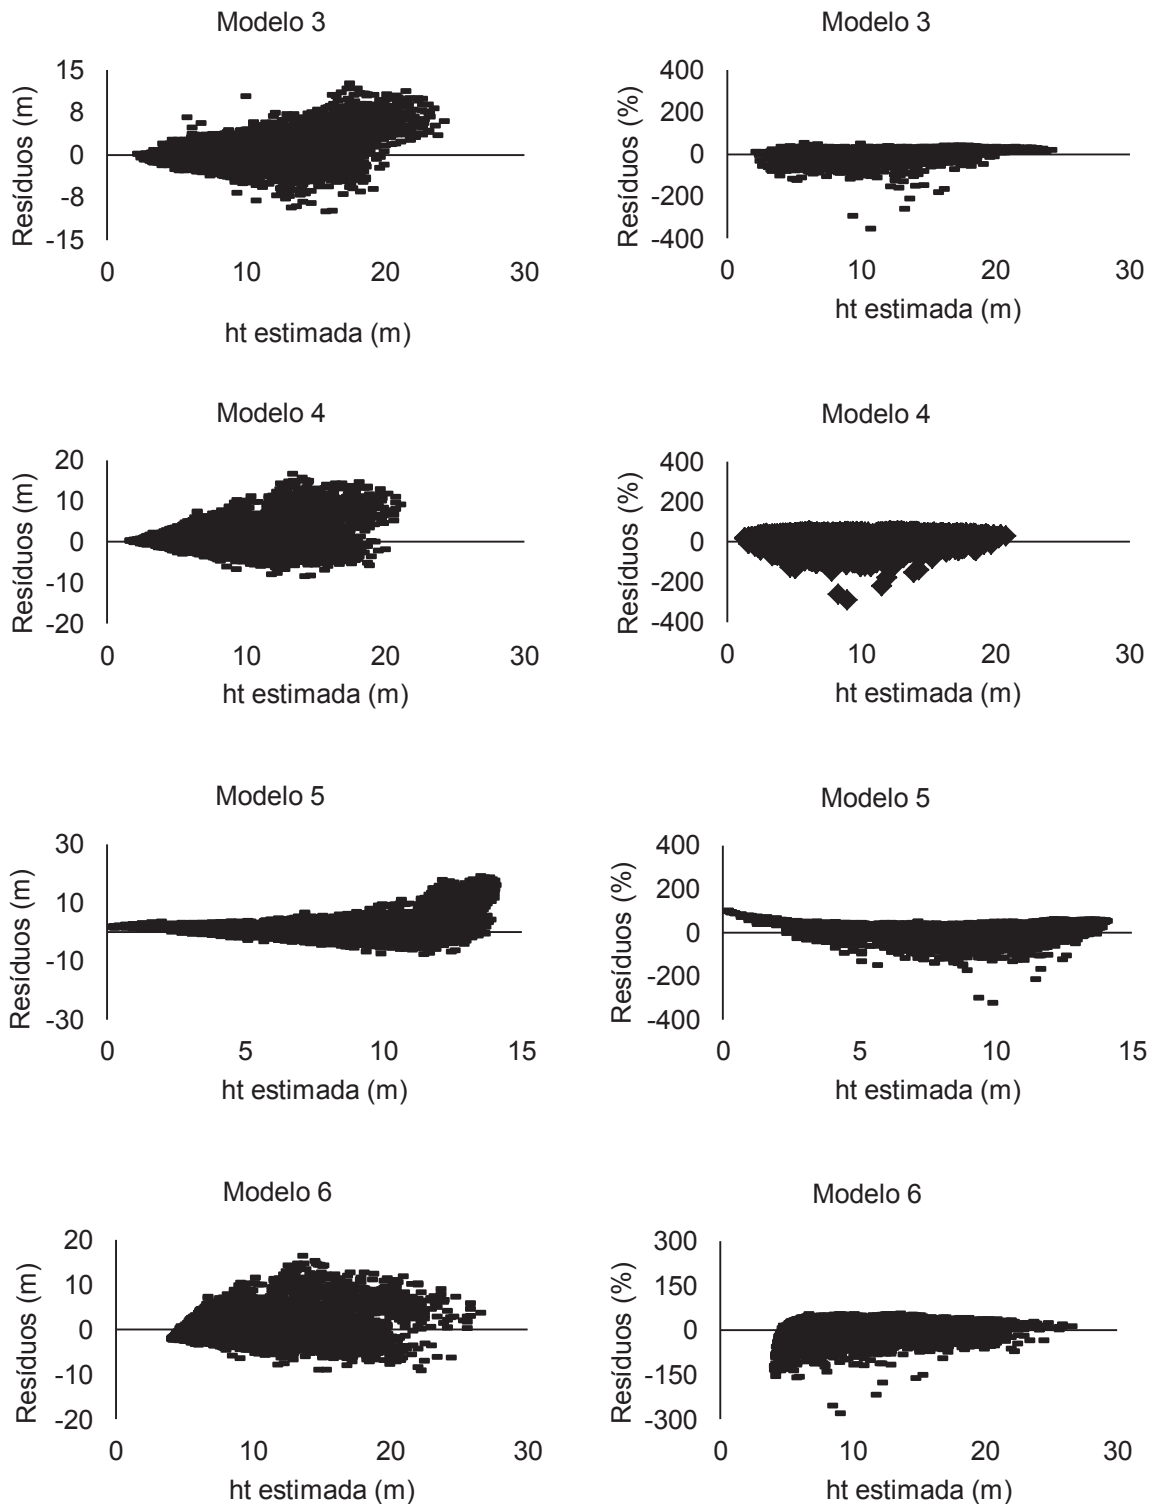 Modelo 3
Resíduos (m)
15
8
0
-8
-15
0 10 20 30
ht estimada (m)
Modelo 3
Resíduos (%)
400
200
0
-200
-400
0 10 20 30
ht estimada (m)
Modelo 4
Resíduos (m)
20
10
0
-10
-20
0 10 20 30
ht estimada (m)
Modelo 4
Resíduos (%)
400
200
0
-200
-400
0 10 20 30
ht estimada (m)
Modelo 5
Resíduos (m)
30
10
-10
-30
0 5 10 15
ht estimada (m)
Modelo 5
Resíduos (%)
400
200
0
-200
-400
0 5 10 15
ht estimada (m)
Modelo 6
Resíduos (m)
20
10
0
-10
-20
0 10 20 30
ht estimada (m)
Modelo 6
Resíduos (%)
300
150
0
-150
-300
0 10 20 30
ht estimada (m)